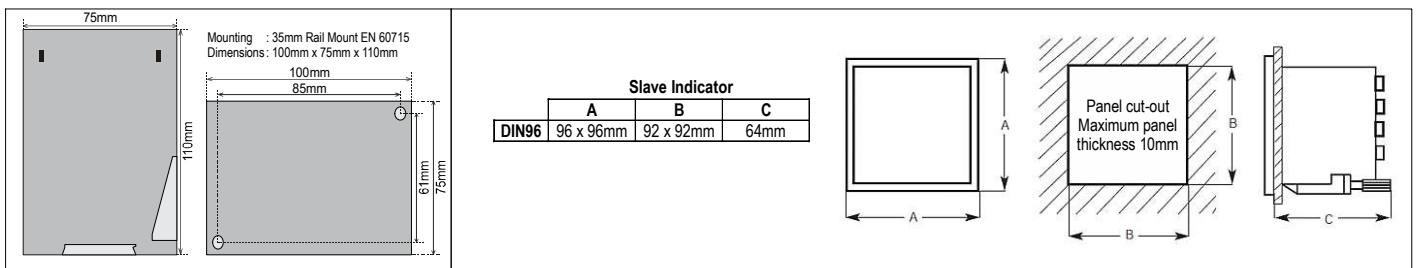 75mm
110mm
Mounting : 35mm Rail Mount EN 60715
Dimensions : 100mm x 75mm x 110mm
100mm
85mm
61mm
75mm
Slave Indicator
A B C
DIN96 96 x 96mm 92 x 92mm 64mm
A
A
Panel cut-out
Maximum panel
thickness 10mm
B
B
C